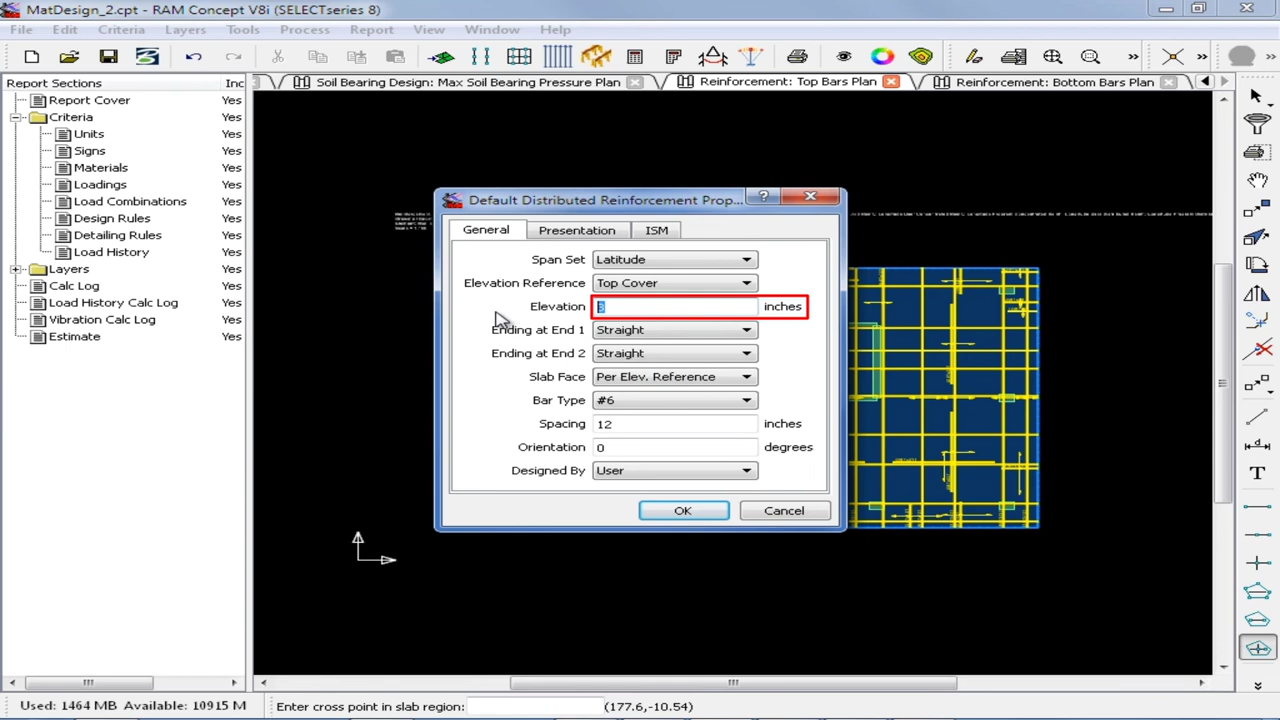 MatDesign_2.cpt - RAM Concept V8i (SELECTseries 8)
File Edit Criteria Layers Tools Process Report View Window Help
Report Sections Inc
Soil Bearing Design: Max Soil Bearing Pressure Plan
Reinforcement: Top Bars Plan
Reinforcement: Bottom Bars Plan
Report Cover Yes
Criteria Yes
Units Yes
Signs Yes
Materials Yes
Loadings Yes
Load Combinations Yes
Design Rules Yes
Detailing Rules Yes
Load History Yes
Layers Yes
Calc Log Yes
Load History Calc Log Yes
Vibration Calc Log Yes
Estimate Yes
Default Distributed Reinforcement Prop...
General Presentation ISM
Span Set Latitude
Elevation Reference Top Cover
Elevation inches
Ending at End 1 Straight
Ending at End 2 Straight
Slab Face Per Elev. Reference
Bar Type #6
Spacing 12 inches
Orientation 0 degrees
Designed By User
OK Cancel
T
Used: 1464 MB Available: 10915 M
Enter cross point in slab region: (177.6,-10.54)